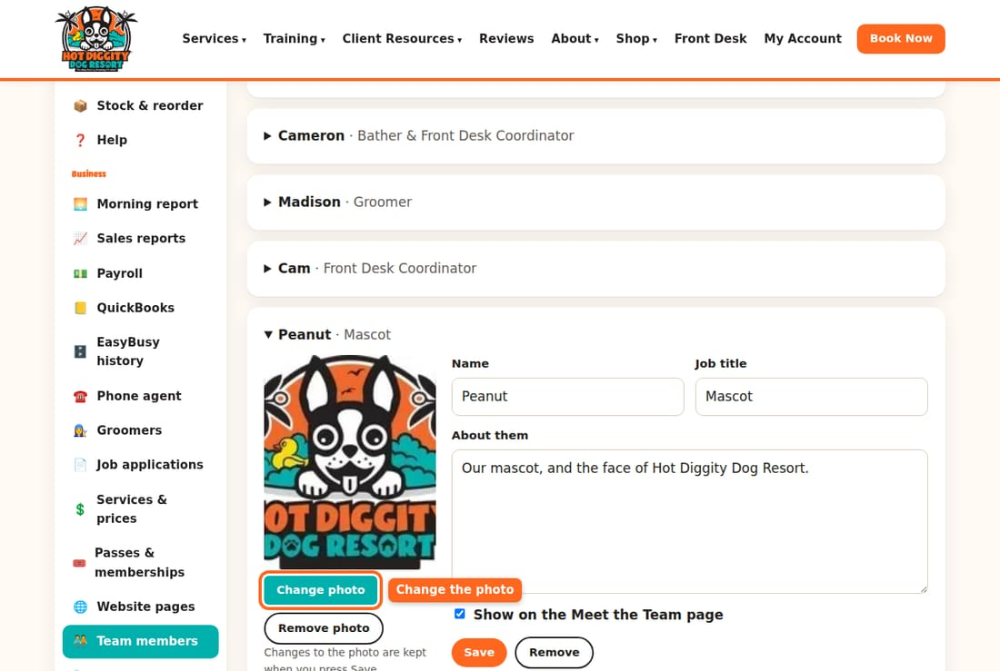 HOT DIGGITY
DOG RESORT
Services ▾
Training ▾
Client Resources ▾
Reviews
About ▾
Shop ▾
Front Desk
My Account
Book Now
Stock & reorder
Help
Business
Morning report
Sales reports
Payroll
QuickBooks
EasyBusy
history
Phone agent
Groomers
Job applications
Services &
prices
Passes &
memberships
Website pages
Team members
Cameron · Bather & Front Desk Coordinator
Madison · Groomer
Cam · Front Desk Coordinator
Peanut · Mascot
OT DIGGIT
DOG RESORT
Change photo
Change the photo
Remove photo
Changes to the photo are kept
when you press Save.
Name
Peanut
Job title
Mascot
About them
Our mascot, and the face of Hot Diggity Dog Resort.
Show on the Meet the Team page
Save
Remove